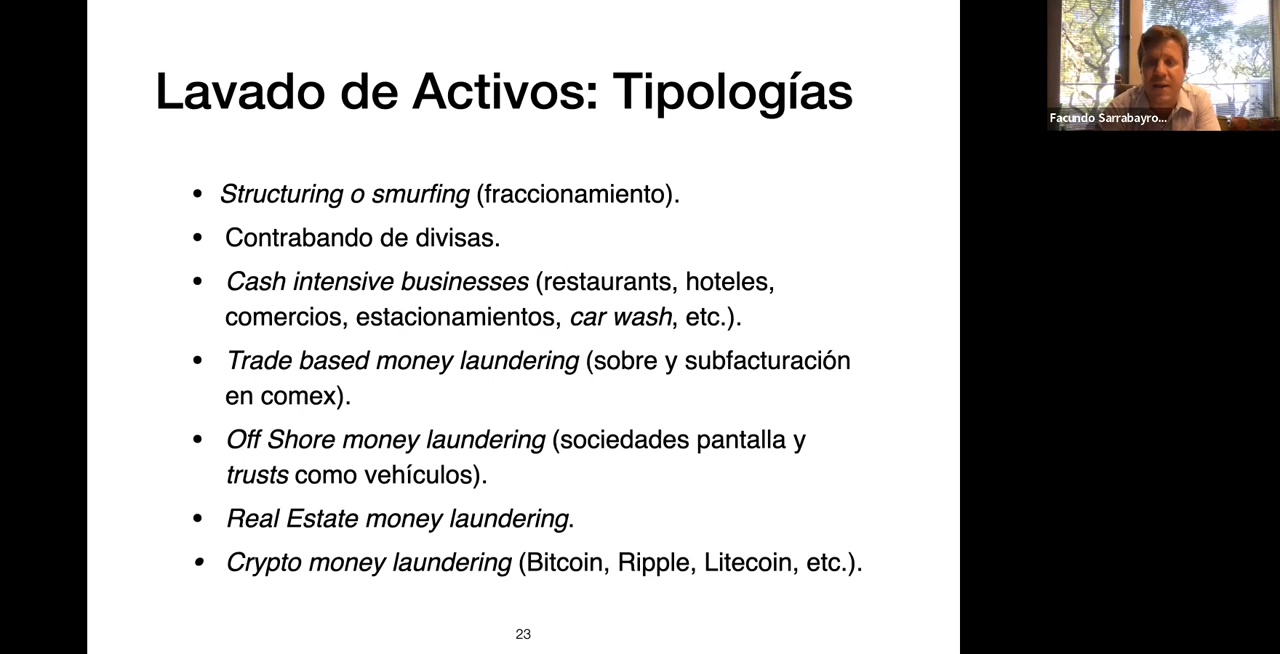 Lavado de Activos: Tipologías
• Structuring o smurfing (fraccionamiento).
• Contrabando de divisas.
• Cash intensive businesses (restaurants, hoteles,
comercios, estacionamientos, car wash, etc.).
• Trade based money laundering (sobre y subfacturación
en comex).
• Off Shore money laundering (sociedades pantalla y
trusts como vehículos).
• Real Estate money laundering.
• Crypto money laundering (Bitcoin, Ripple, Litecoin, etc.).
23
Facundo Sarrabayro...